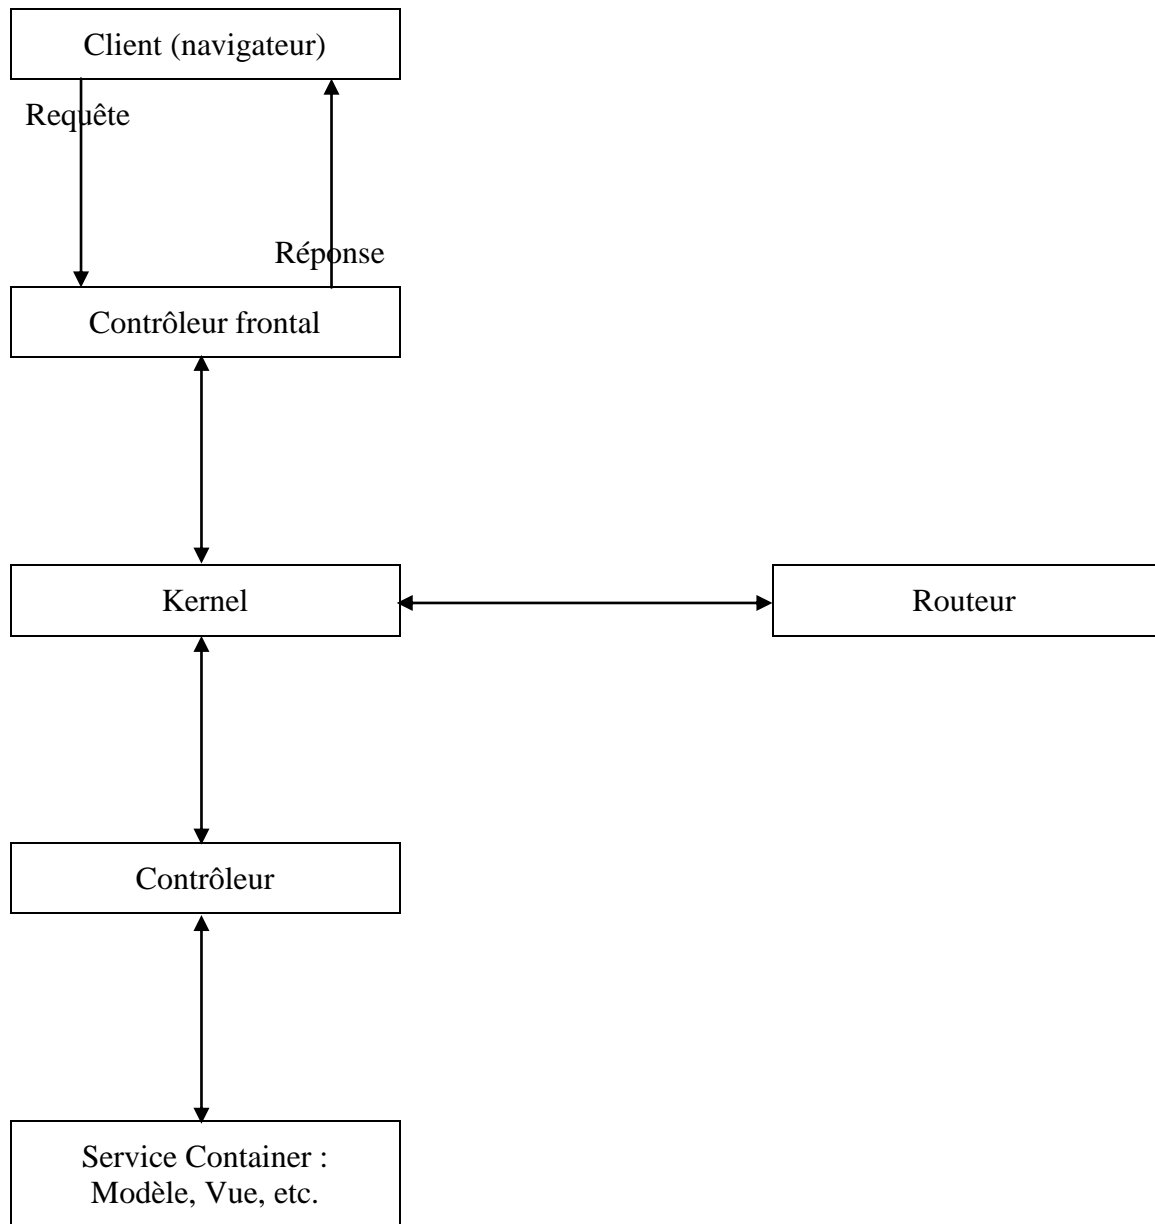 Client (navigateur)
Requête
Réponse
Contrôleur frontal
Kernel
Routeur
Contrôleur
Service Container :
Modèle, Vue, etc.